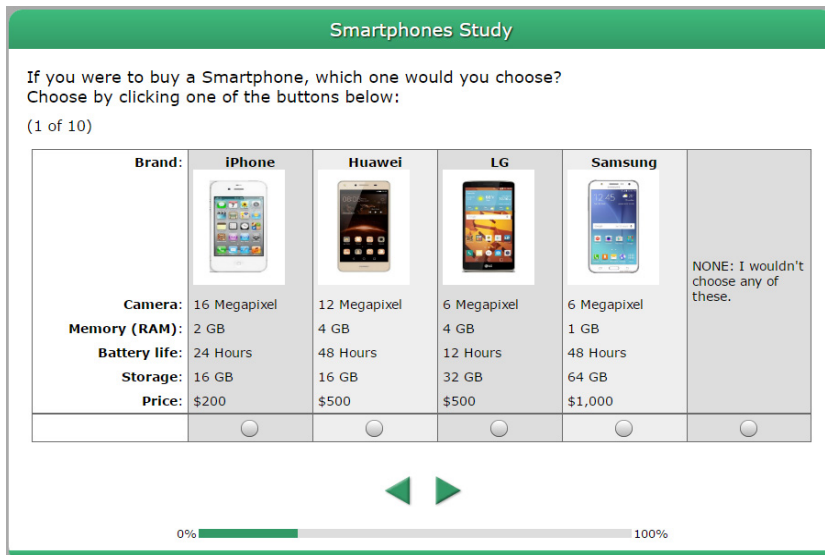 Smartphones Study
If you were to buy a Smartphone, which one would you choose?
Choose by clicking one of the buttons below:
(1 of 10)
Brand: iPhone Huawei LG Samsung
NONE: I wouldn't
choose any of
these.
Camera: 16 Megapixel 12 Megapixel 6 Megapixel 6 Megapixel
Memory (RAM): 2 GB 4 GB 4 GB 1 GB
Battery life: 24 Hours 48 Hours 12 Hours 48 Hours
Storage: 16 GB 16 GB 32 GB 64 GB
Price: $200 $500 $500 $1,000
0% 100%